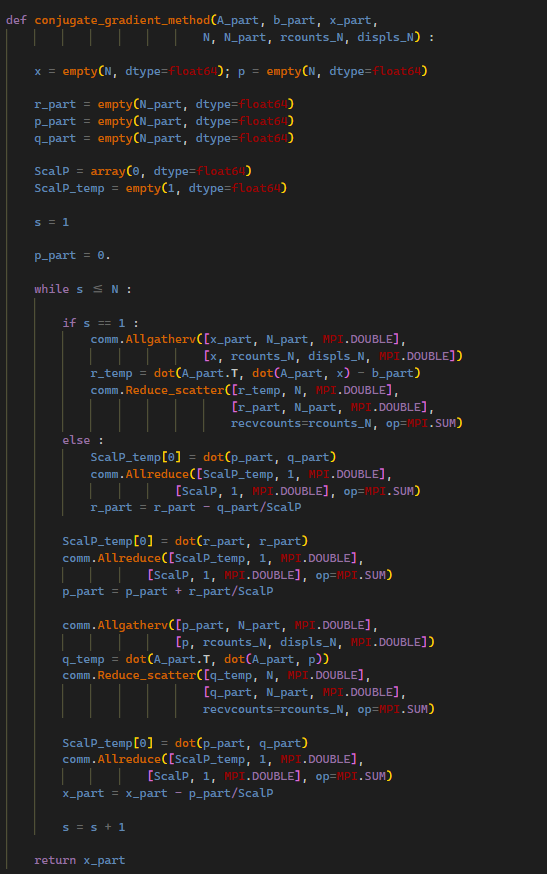 def conjugate_gradient_method(A_part, b_part, x_part,
                            N, N_part, rcounts_N, displs_N) :

    x = empty(N, dtype=float64); p = empty(N, dtype=float64)

    r_part = empty(N_part, dtype=float64)
    p_part = empty(N_part, dtype=float64)
    q_part = empty(N_part, dtype=float64)

    ScalP = array(0, dtype=float64)
    ScalP_temp = empty(1, dtype=float64)

    s = 1

    p_part = 0.

    while s ≤ N :

        if s == 1 :
            comm.Allgatherv([x_part, N_part, MPI.DOUBLE],
                            [x, rcounts_N, displs_N, MPI.DOUBLE])
            r_temp = dot(A_part.T, dot(A_part, x) - b_part)
            comm.Reduce_scatter([r_temp, N, MPI.DOUBLE],
                                [r_part, N_part, MPI.DOUBLE],
                                recvcounts=rcounts_N, op=MPI.SUM)
        else :
            ScalP_temp[0] = dot(p_part, q_part)
            comm.Allreduce([ScalP_temp, 1, MPI.DOUBLE],
                        [ScalP, 1, MPI.DOUBLE], op=MPI.SUM)
            r_part = r_part - q_part/ScalP

        ScalP_temp[0] = dot(r_part, r_part)
        comm.Allreduce([ScalP_temp, 1, MPI.DOUBLE],
                    [ScalP, 1, MPI.DOUBLE], op=MPI.SUM)
        p_part = p_part + r_part/ScalP

        comm.Allgatherv([p_part, N_part, MPI.DOUBLE],
                        [p, rcounts_N, displs_N, MPI.DOUBLE])
        q_temp = dot(A_part.T, dot(A_part, p))
        comm.Reduce_scatter([q_temp, N, MPI.DOUBLE],
                            [q_part, N_part, MPI.DOUBLE],
                            recvcounts=rcounts_N, op=MPI.SUM)

        ScalP_temp[0] = dot(p_part, q_part)
        comm.Allreduce([ScalP_temp, 1, MPI.DOUBLE],
                    [ScalP, 1, MPI.DOUBLE], op=MPI.SUM)
        x_part = x_part - p_part/ScalP

        s = s + 1

    return x_part